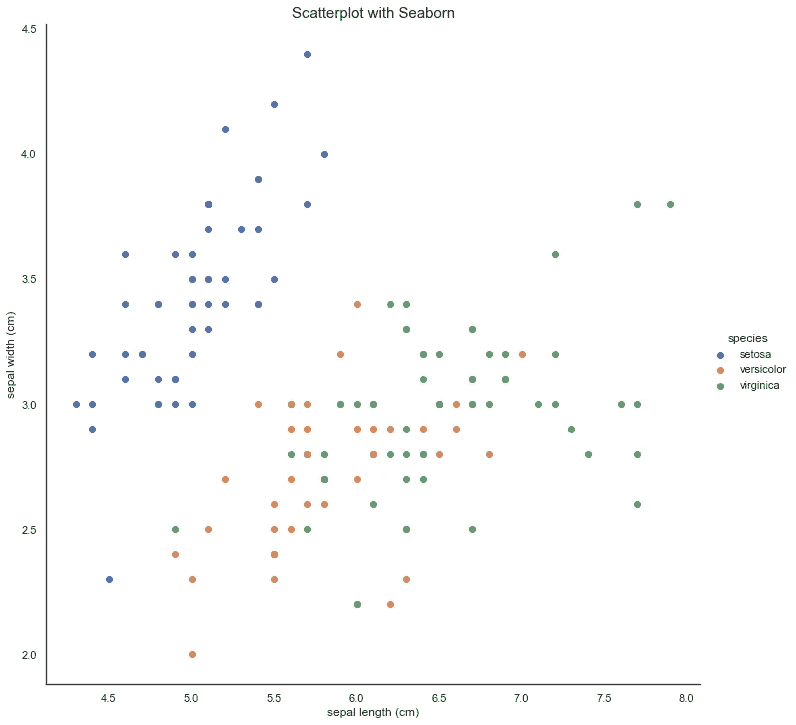 Scatterplot with Seaborn
4.5
4.0
3.5
3.0
2.5
2.0
sepal width (cm)
4.5 5.0 5.5 6.0 6.5 7.0 7.5 8.0
sepal length (cm)
species
setosa
versicolor
virginica